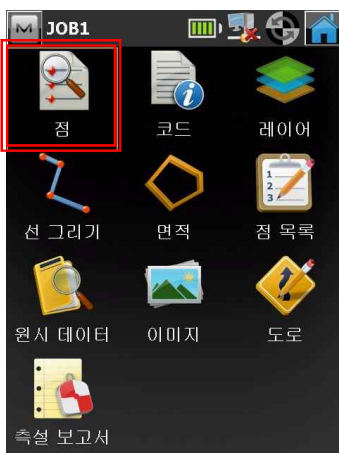 JOB1
점
코드
레이어
선 그리기
면적
점 목록
원시 데이터
이미지
도로
측설 보고서